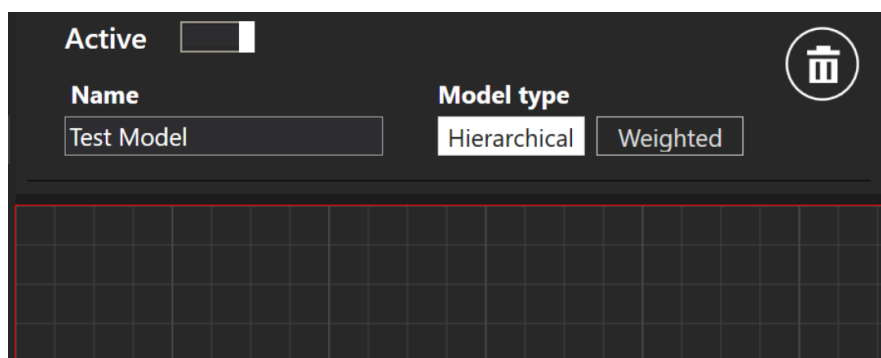 Active
Name
Model type
Test Model
Hierarchical
Weighted